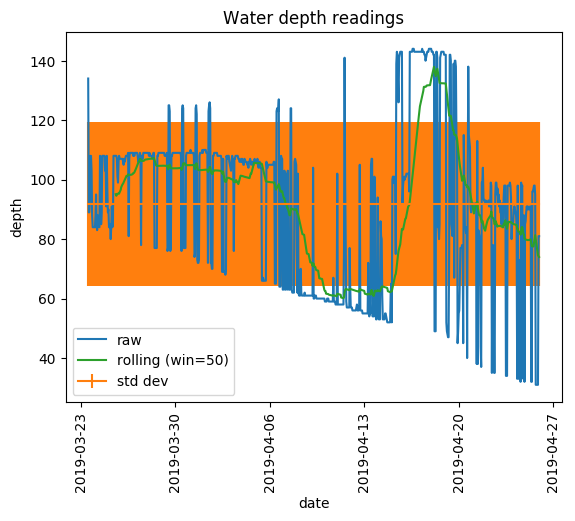 Water depth readings
140
120
100
80
60
40
depth
raw
rolling (win=50)
std dev
2019-03-23
2019-03-30
2019-04-06
2019-04-13
2019-04-20
2019-04-27
date